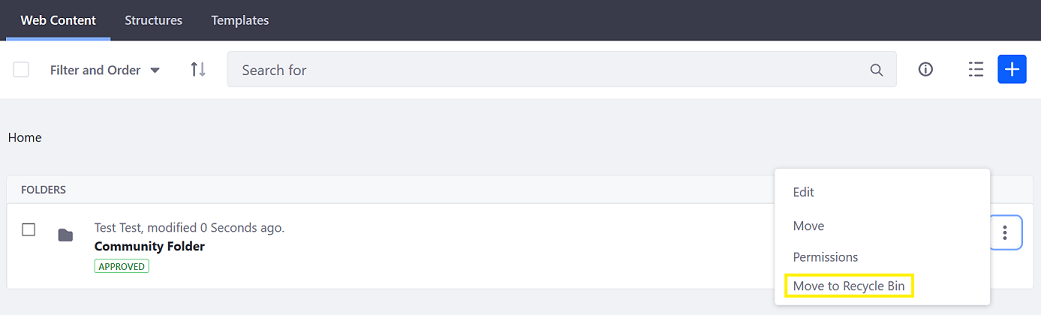 Web Content Structures Templates
Filter and Order Search for
Home
FOLDERS
Test Test, modified 0 Seconds ago.
Community Folder
APPROVED
Edit
Move
Permissions
Move to Recycle Bin